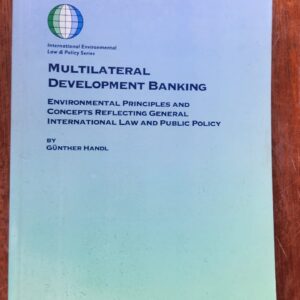 International Environmental
Law & Policy Series
MULTILATERAL
DEVELOPMENT BANKING
ENVIRONMENTAL PRINCIPLES AND
CONCEPTS REFLECTING GENERAL
INTERNATIONAL LAW AND PUBLIC POLICY
BY
GÜNTHER HANDL